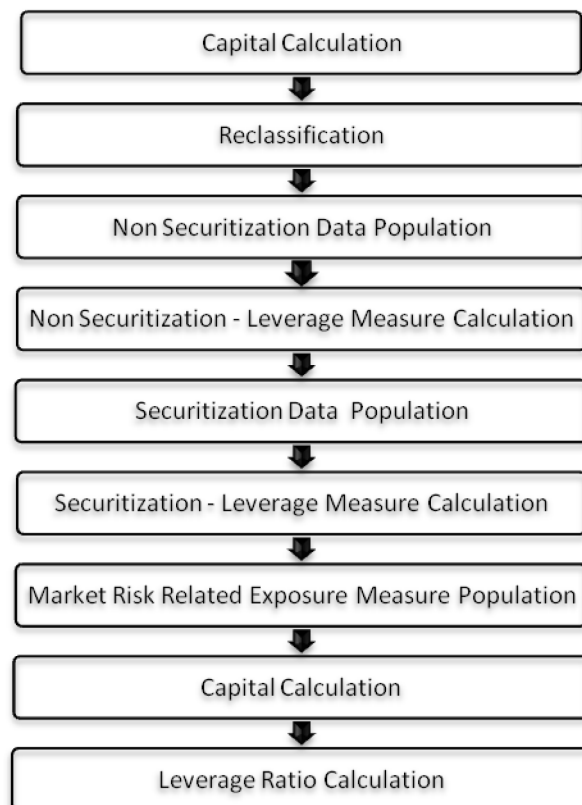 Capital Calculation
Reclassification
Non Securitization Data Population
Non Securitization - Leverage Measure Calculation
Securitization Data Population
Securitization - Leverage Measure Calculation
Market Risk Related Exposure Measure Population
Capital Calculation
Leverage Ratio Calculation